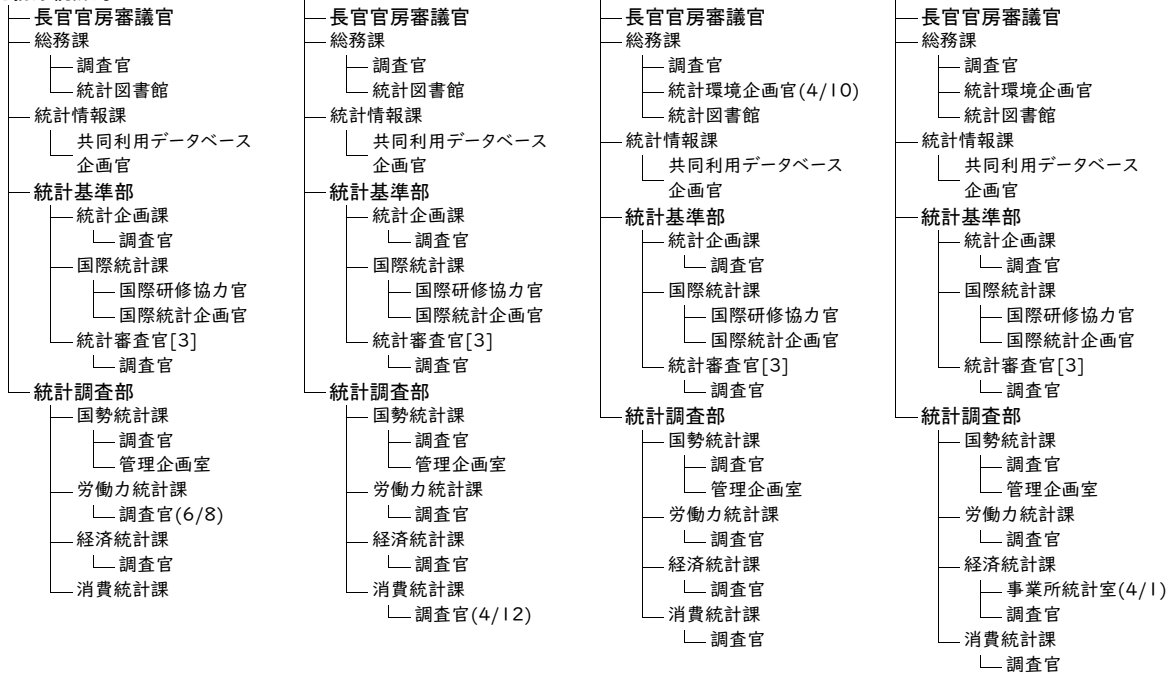 長官官房審議官
総務課
調査官
統計図書館
統計情報課
共同利用データベース
企画官
統計基準部
統計企画課
調査官
国際統計課
国際研修協力官
国際統計企画官
統計審査官[3]
調査官
統計調査部
国勢統計課
調査官
管理企画室
労働力統計課
調査官(6/8)
経済統計課
調査官
消費統計課
長官官房審議官
総務課
調査官
統計図書館
統計情報課
共同利用データベース
企画官
統計基準部
統計企画課
調査官
国際統計課
国際研修協力官
国際統計企画官
統計審査官[3]
調査官
統計調査部
国勢統計課
調査官
管理企画室
労働力統計課
調査官
経済統計課
調査官
消費統計課
調査官(4/12)
長官官房審議官
総務課
調査官
統計環境企画官(4/10)
統計図書館
統計情報課
共同利用データベース
企画官
統計基準部
統計企画課
調査官
国際統計課
国際研修協力官
国際統計企画官
統計審査官[3]
調査官
統計調査部
国勢統計課
調査官
管理企画室
労働力統計課
調査官
経済統計課
調査官
消費統計課
調査官
長官官房審議官
総務課
調査官
統計環境企画官
統計図書館
統計情報課
共同利用データベース
企画官
統計基準部
統計企画課
調査官
国際統計課
国際研修協力官
国際統計企画官
統計審査官[3]
調査官
統計調査部
国勢統計課
調査官
管理企画室
労働力統計課
調査官
経済統計課
事業所統計室(4/1)
調査官
消費統計課
調査官